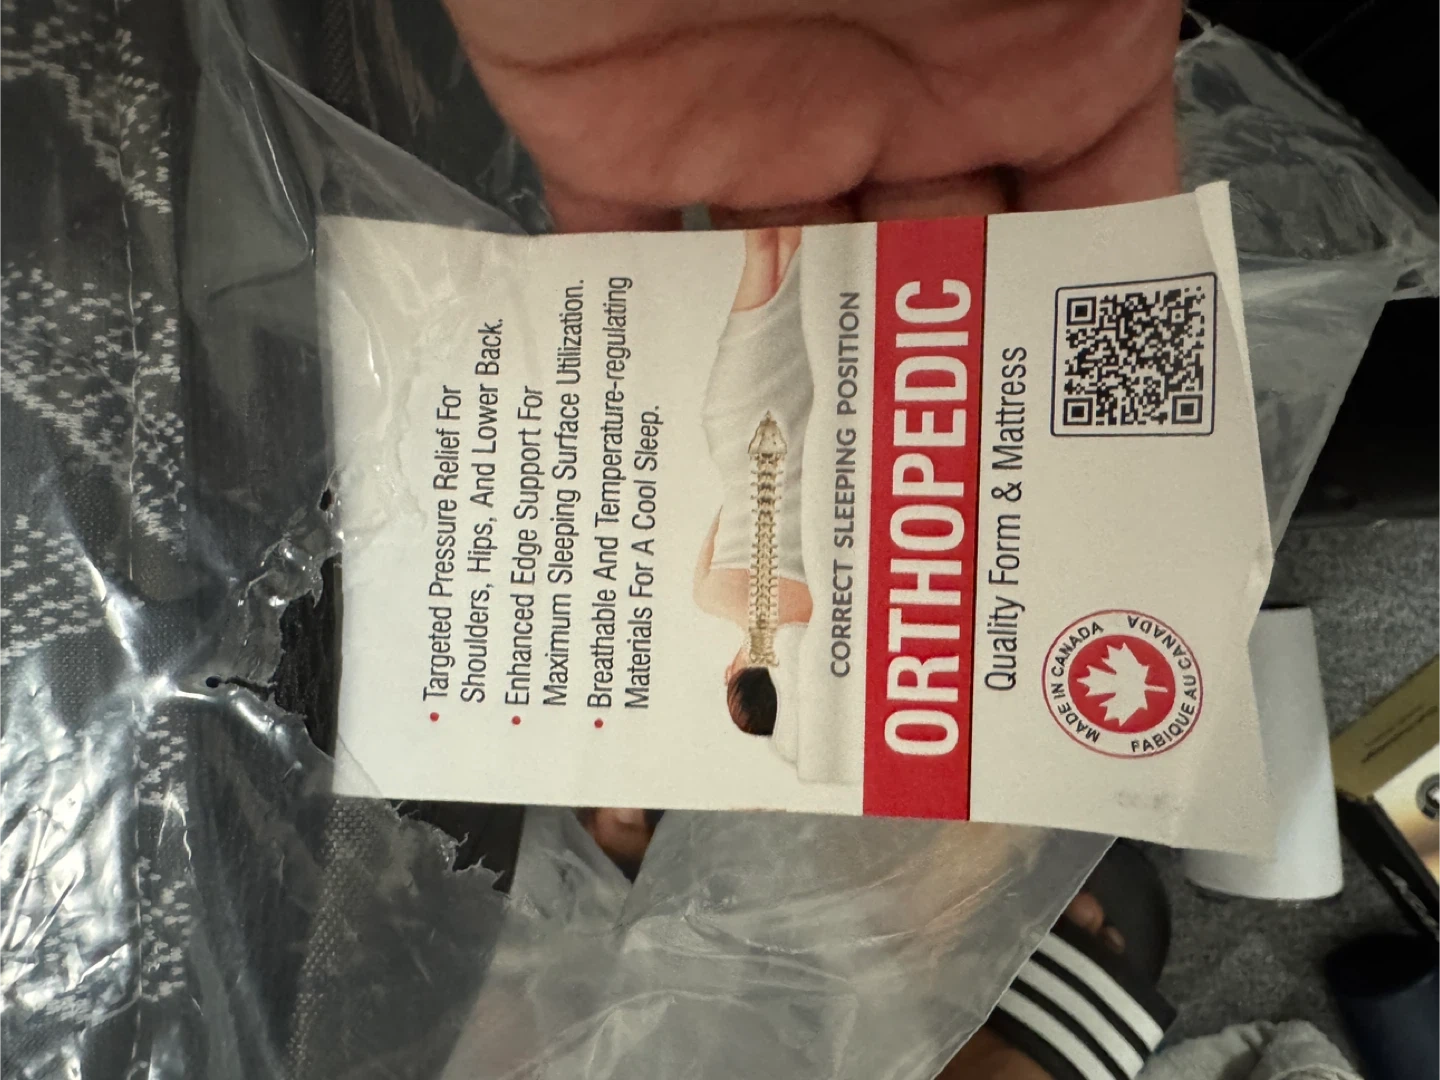 • Targeted Pressure Relief For
Shoulders, Hips, And Lower Back.
• Enhanced Edge Support For
Maximum Sleeping Surface Utilization.
• Breathable And Temperature-regulating
Materials For A Cool Sleep.
CORRECT SLEEPING POSITION
ORTHOPEDIC
Quality Form & Mattress
MADE IN CANADA
FABIQUE AU CANADA